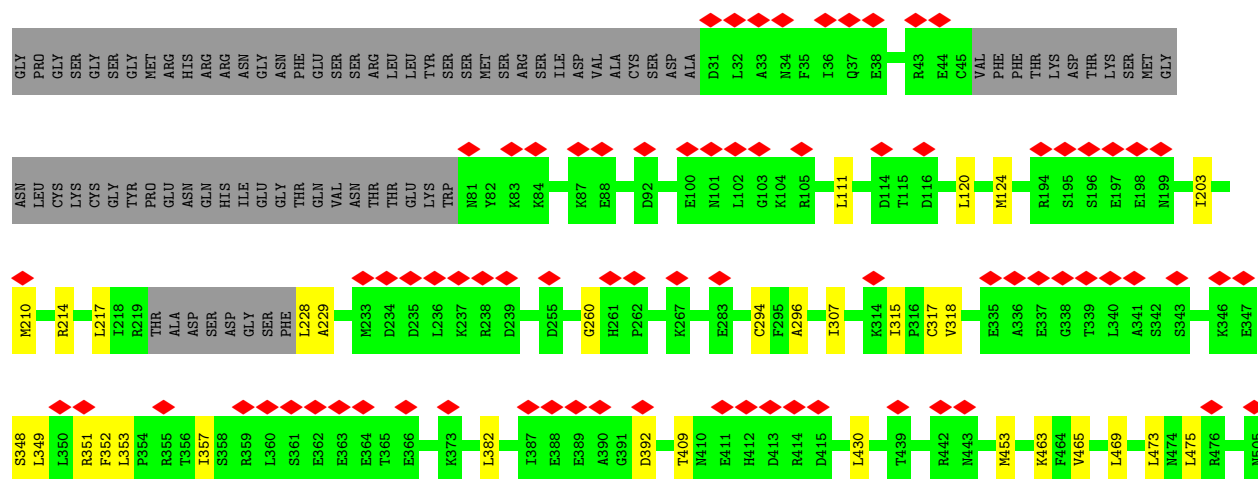 GLY PRO GLY SER GLY SER GLY MET ARG HIS ARG ARG ASN GLY ASN PHE GLU SER SER ARG LEU LEU TYR SER SER MET SER ARG SER ILE ASP VAL ALA CYS SER ASP ALA D31 L32 A33 N34 F35 I36 Q37 E38 R43 E44 C45 VAL PHE PHE THR LYS ASP THR LYS SER MET GLY
ASN LEU CYS LYS CYS GLY TYR PRO GLU ASN GLN HIS ILE GLU GLY THR GLN VAL ASN THR THR GLU LYS TRP N81 Y82 K83 K84 K87 E88 D92 E100 N101 L102 G103 K104 R105 L111 D114 T115 D116 L120 M124 R194 S195 S196 E197 E198 N199 I203
M210 R214 L217 I218 R219 THR ALA ASP SER ASP GLY SER PHE L228 A229 M233 D234 D235 L236 K237 R238 D239 D255 G260 H261 P262 K267 E283 C294 F295 A296 I307 K314 I315 P316 C317 V318 E335 A336 E337 G338 T339 L340 A341 S342 S343 K346 E347
S348 L349 L350 R351 F352 L353 P354 R355 T356 I357 S358 R359 L360 S361 E362 E363 E364 T365 E366 K373 L382 I387 E388 E389 A390 G391 D392 T409 N410 E411 H412 D413 R414 D415 L430 T439 R442 N443 M453 K463 F464 V465 L469 L473 N474 L475 R476 N505